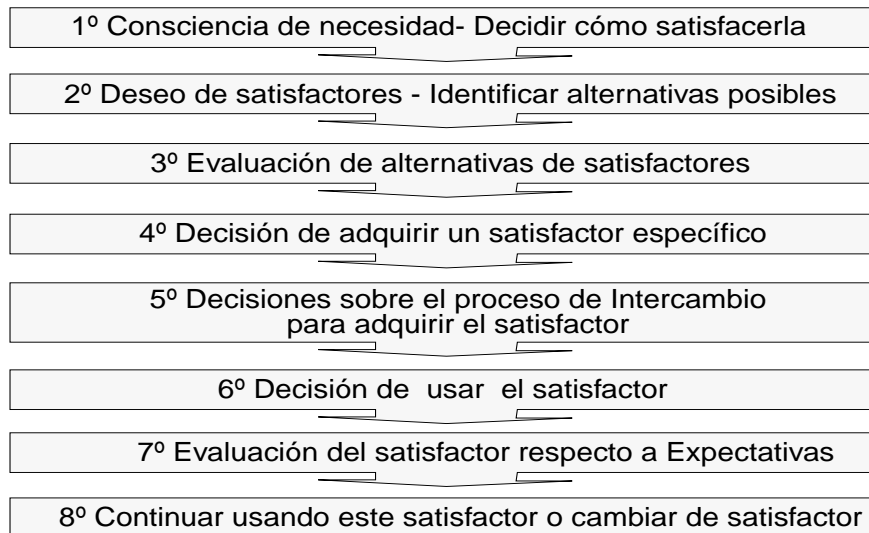 1º Consciencia de necesidad- Decidir cómo satisfacerla
2º Deseo de satisfactores - Identificar alternativas posibles
3º Evaluación de alternativas de satisfactores
4º Decisión de adquirir un satisfactor específico
5º Decisiones sobre el proceso de Intercambio
para adquirir el satisfactor
6º Decisión de usar el satisfactor
7º Evaluación del satisfactor respecto a Expectativas
8º Continuar usando este satisfactor o cambiar de satisfactor